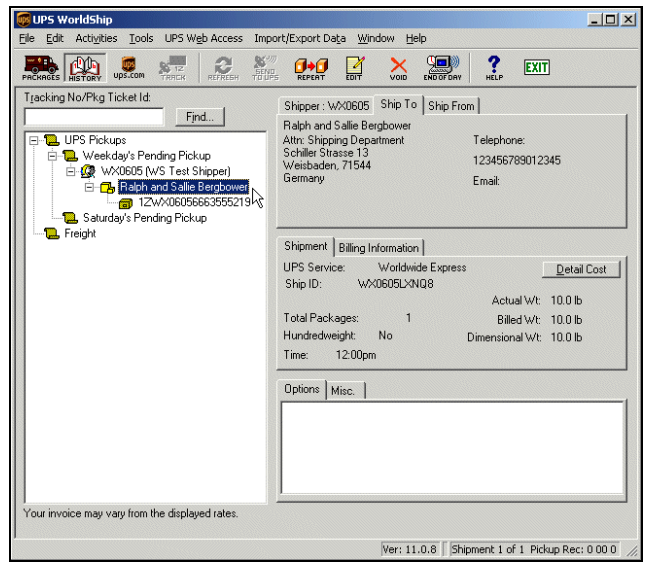 UPS WorldShip
File Edit Activities Tools UPS Web Access Import/Export Data Window Help
PACKAGES HISTORY ups.com TRACK REFRESH SEND TO UPS REPEAT EDIT VOID END OF DAY HELP EXIT
Tracking No/Pkg Ticket Id:
Find...
UPS Pickups
Weekday's Pending Pickup
WX0605 (WS Test Shipper)
Ralph and Sallie Bergbower
1ZWX06056663555219
Saturday's Pending Pickup
Freight
Your invoice may vary from the displayed rates.
Shipper : WX0605 Ship To Ship From
Ralph and Sallie Bergbower
Attn: Shipping Department Telephone:
Schiller Strasse 13
Weisbaden, 71544 123456789012345
Germany
Email:
Shipment Billing Information
UPS Service: Worldwide Express Detail Cost
Ship ID: WX0605LXNQ8
Actual Wt: 10.0 lb
Total Packages: 1 Billed Wt: 10.0 lb
Hundredweight: No Dimensional Wt: 10.0 lb
Time: 12:00pm
Options Misc.
Ver: 11.0.8 Shipment 1 of 1 Pickup Rec: 0 00 0